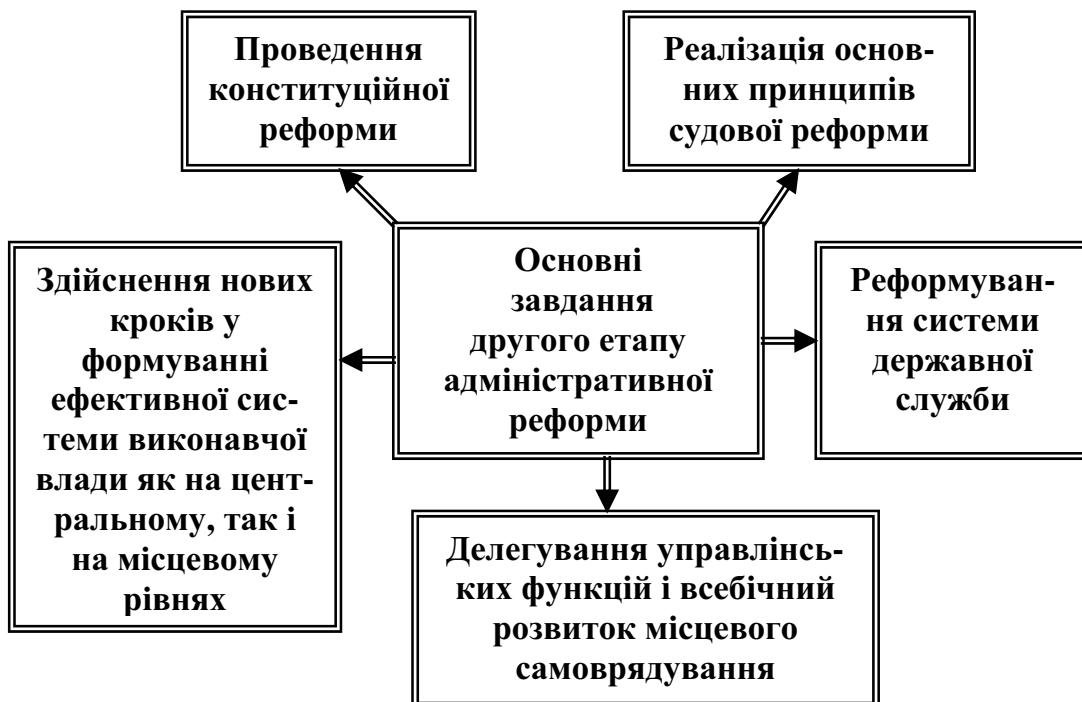 Проведення
конституційної
реформи
Реалізація основ-
них принципів
судової реформи
Здійснення нових
кроків у
формуванні
ефективної сис-
теми виконавчої
влади як на цент-
ральному, так і
на місцевому
рівнях
Основні
завдання
другого етапу
адміністративної
реформи
Реформуван-
ня системи
державної
служби
Делегування управлінсь-
ких функцій і всебічний
розвиток місцевого
самоврядування